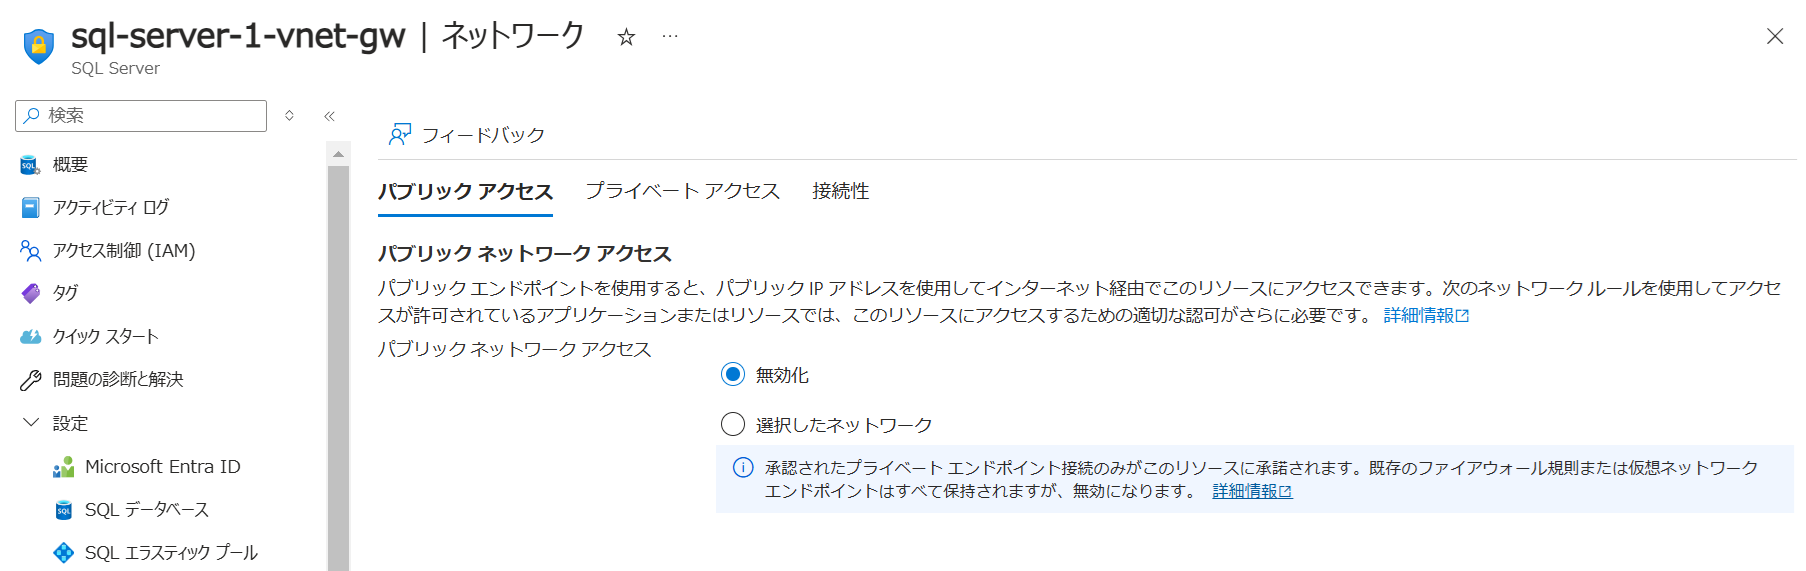 sql-server-1-vnet-gw | ネットワーク ☆ …
SQL Server
検索
概要
アクティビティ ログ
アクセス制御 (IAM)
タグ
クイック スタート
問題の診断と解決
設定
Microsoft Entra ID
SQL データベース
SQL エラスティック プール
フィードバック
パブリック アクセス プライベート アクセス 接続性
パブリック ネットワーク アクセス
パブリック エンドポイントを使用すると、パブリック IP アドレスを使用してインターネット経由でこのリソースにアクセスできます。次のネットワーク ルールを使用してアクセ
スが許可されているアプリケーションまたはリソースでは、このリソースにアクセスするための適切な認可がさらに必要です。 詳細情報
パブリック ネットワーク アクセス
無効化
選択したネットワーク
承認されたプライベート エンドポイント接続のみがこのリソースに承諾されます。既存のファイアウォール規則または仮想ネットワーク
エンドポイントはすべて保持されますが、無効になります。 詳細情報